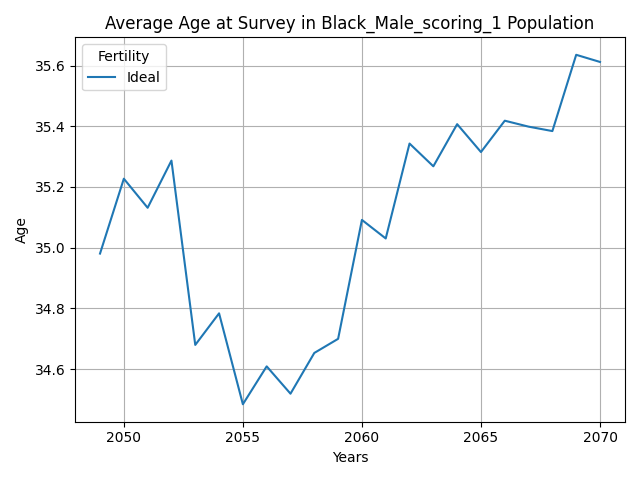 Average Age at Survey in Black_Male_scoring_1 Population
Fertility
Ideal
Age
35.6
35.4
35.2
35.0
34.8
34.6
2050 2055 2060 2065 2070
Years